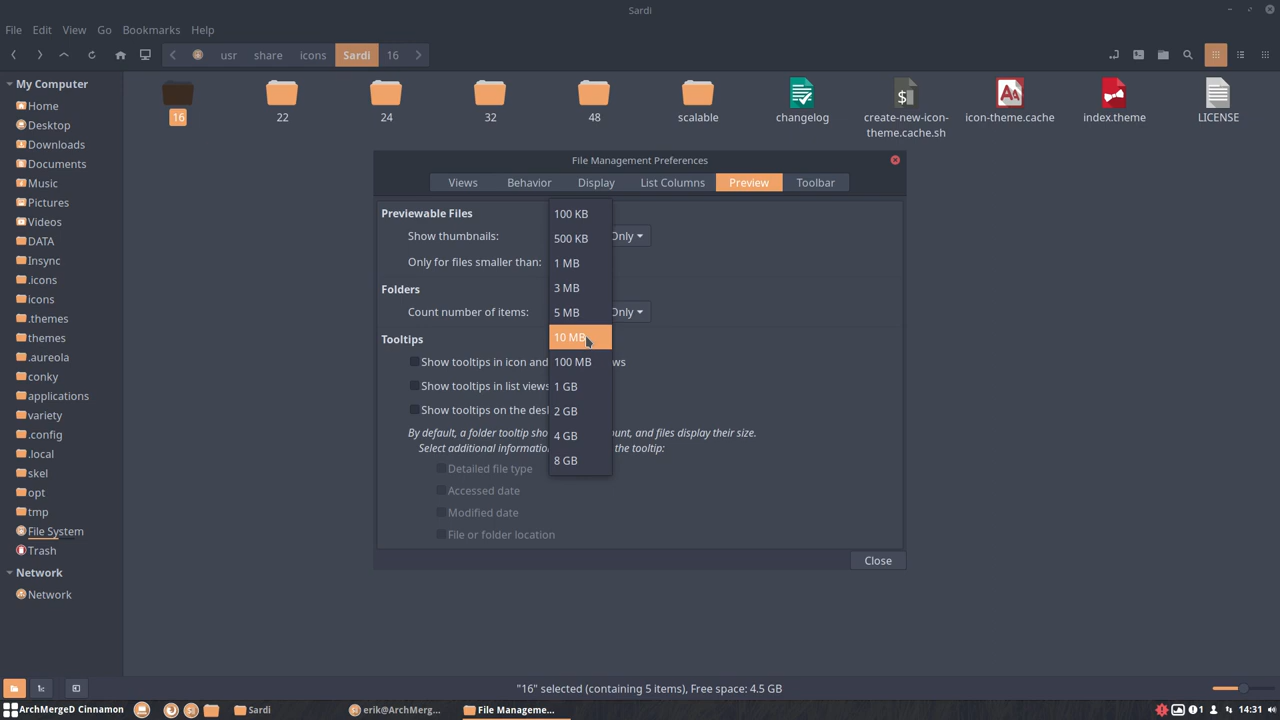 Sardi
File Edit View Go Bookmarks Help
usr share icons Sardi 16
My Computer
Home
Desktop
Downloads
Documents
Music
Pictures
Videos
DATA
Insync
.icons
icons
.themes
themes
.aureola
conky
applications
variety
.config
.local
skel
opt
tmp
File System
Trash
Network
Network
16 22 24 32 48 scalable changelog create-new-icon- icon-theme.cache index.theme LICENSE
theme.cache.sh
File Management Preferences
Views Behavior Display List Columns Preview Toolbar
Previewable Files
Show thumbnails: Only
Only for files smaller than:
Folders
Count number of items: Only
Tooltips
Show tooltips in icon and ws
Show tooltips in list views
Show tooltips on the des
By default, a folder tooltip sho unt, and files display their size.
Select additional information the tooltip:
Detailed file type
Accessed date
Modified date
File or folder location
100 KB
500 KB
1 MB
3 MB
5 MB
10 MB
100 MB
1 GB
2 GB
4 GB
8 GB
Close
"16" selected (containing 5 items), Free space: 4.5 GB
ArchMergeD Cinnamon Sardi erik@ArchMerg... File Manageme... 1 14:31